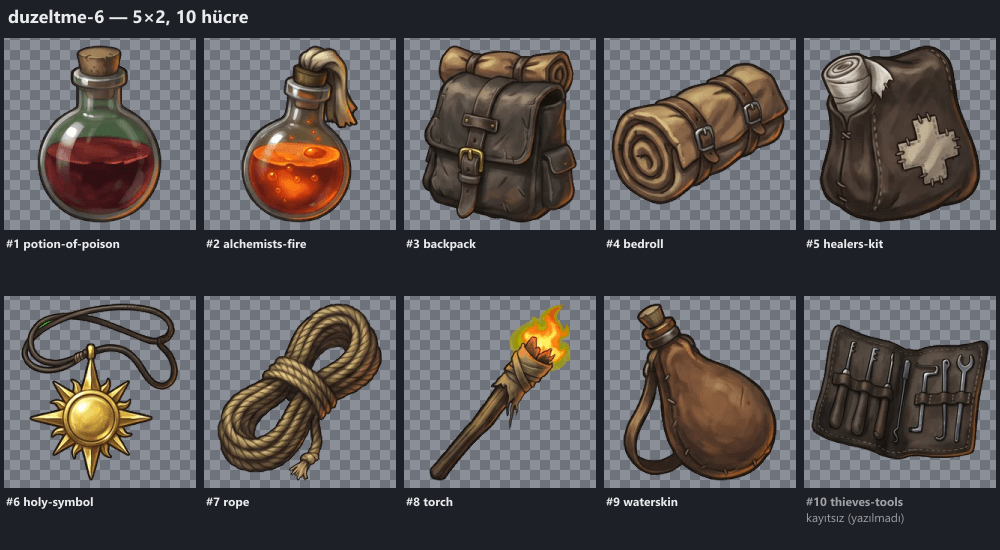 duzeltme-6 — 5×2, 10 hücre
#1 potion-of-poison
#2 alchemists-fire
#3 backpack
#4 bedroll
#5 healers-kit
#6 holy-symbol
#7 rope
#8 torch
#9 waterskin
#10 thieves-tools
kayıtsız (yazılmadı)